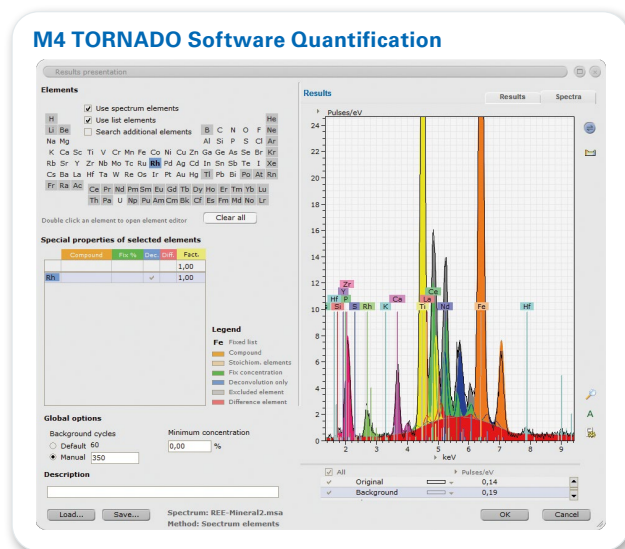 M4 TORNADO Software Quantification
Results presentation
Elements
Use spectrum elements
Use list elements
Search additional elements
H He
Li Be B C N O F Ne
Na Mg Al Si P S Cl Ar
K Ca Sc Ti V Cr Mn Fe Co Ni Cu Zn Ga Ge As Se Br Kr
Rb Sr Y Zr Nb Mo Tc Ru Rh Pd Ag Cd In Sn Sb Te I Xe
Cs Ba La Hf Ta W Re Os Ir Pt Au Hg Tl Pb Bi Po At Rn
Fr Ra Ac Ce Pr Nd Pm Sm Eu Gd Tb Dy Ho Er Tm Yb Lu
Th Pa U Np Pu Am Cm Bk Cf Es Fm Md No Lr
Double click an element to open element editor
Clear all
Special properties of selected elements
Compound Fix % Dec. Diff. Fact.
1,00
Rh 1,00
Legend
Fe Fixed list
Compound
Stoichiom. elements
Fix concentration
Deconvolution only
Excluded element
Difference element
Global options
Background cycles
Default 60
Manual 350
Minimum concentration
0,00 %
Description
Load...
Save...
Spectrum: REE-Mineral2.msa
Method: Spectrum elements
Results
Results Spectra
Pulses/eV
24
22
20
18
16
14
12
10
8
6
4
2
0
Zr
Y Ce
Hf P Ca La
Si S Rh K Ti Nd Fe Hf
2 3 4 5 6 7 8 9
keV
All Pulses/eV
Original 0,14
Background 0,19
A
OK
Cancel